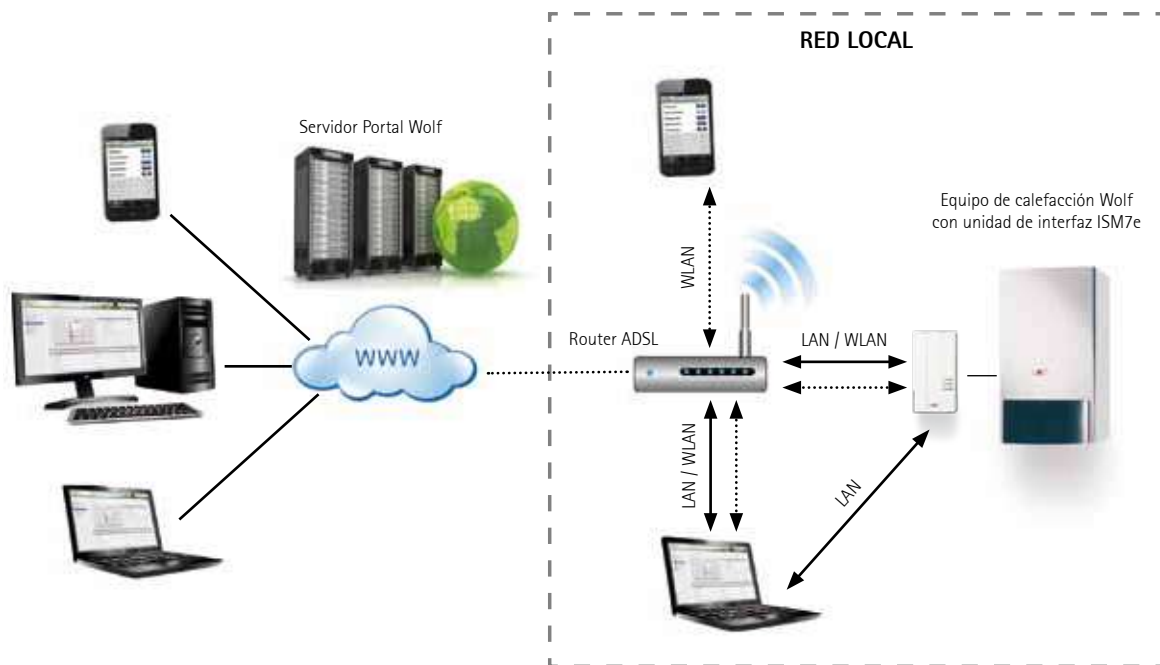 RED LOCAL
Servidor Portal Wolf
Equipo de calefacción Wolf
con unidad de interfaz ISM7e
WLAN
Router ADSL
LAN / WLAN
WWW
LAN / WLAN
LAN